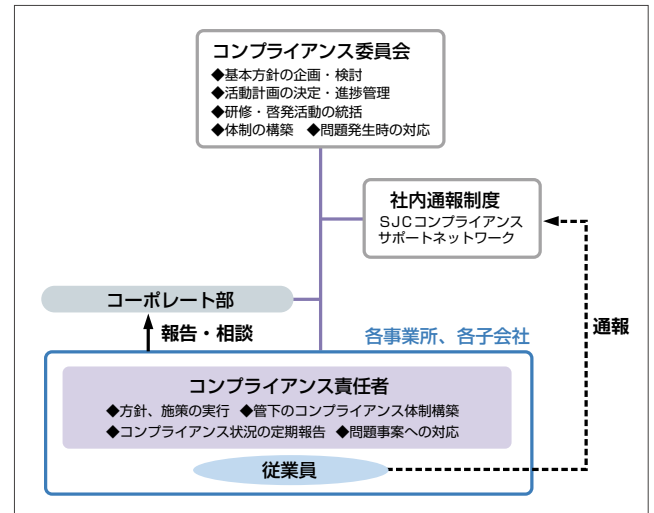 コンプライアンス委員会
◆基本方針の企画・検討
◆活動計画の決定・進捗管理
◆研修・啓発活動の統括
◆体制の構築 ◆問題発生時の対応
社内通報制度
SJCコンプライアンス
サポートネットワーク
コーポレート部
報告・相談
各事業所、各子会社
通報
コンプライアンス責任者
◆方針、施策の実行 ◆管下のコンプライアンス体制構築
◆コンプライアンス状況の定期報告 ◆問題事案への対応
従業員